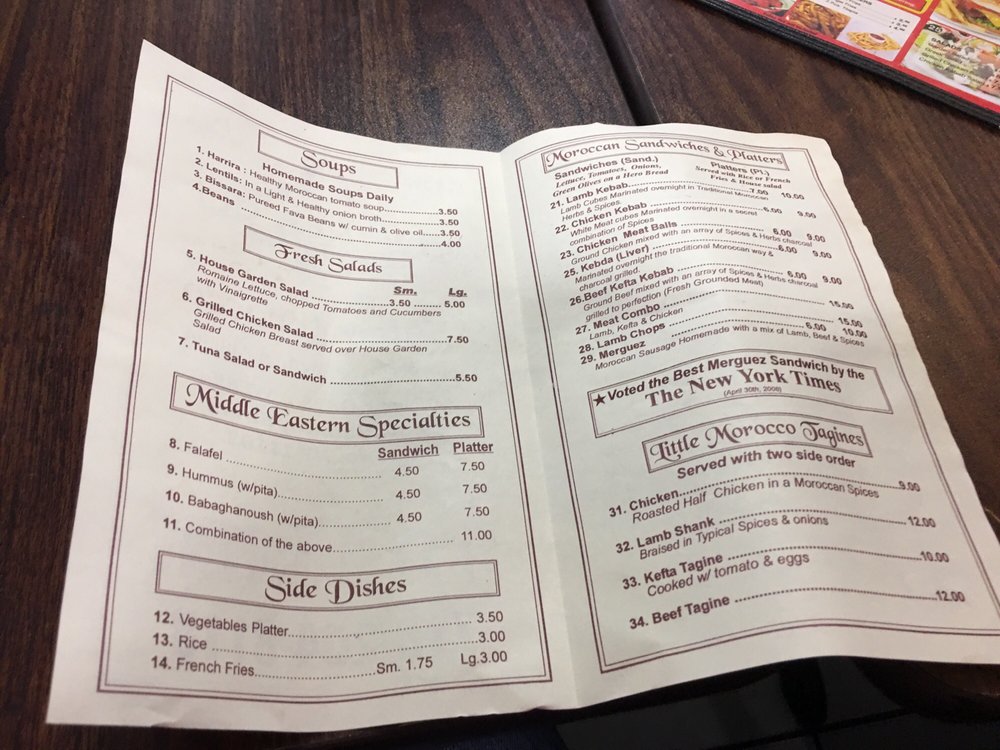 Soups
Homemade Soups Daily
1. Harrira : Healthy Moroccan tomato soup......................3.50
2. Lentils: In a Light & Healthy onion broth......................3.50
3. Bissara: Pureed Fava Beans w/ cumin & olive oil......3.50
4.Beans ................................................4.00
Fresh Salads
Sm. Lg.
5. House Garden Salad ......................3.50 ......... 5.00
Romaine Lettuce, chopped Tomatoes and Cucumbers
with Vinaigrette
6. Grilled Chicken Salad......................................7.50
Grilled Chicken Breast served over House Garden
Salad
7. Tuna Salad or Sandwich ..................................5.50
Middle Eastern Specialties
Sandwich Platter
8. Falafel .......................................... 4.50 7.50
9. Hummus (w/pita)............................ 4.50 7.50
10. Babaghanoush (w/pita).................. 4.50 7.50
11. Combination of the above.................................. 11.00
Side Dishes
12. Vegetables Platter.................................................. 3.50
13. Rice ......................................................................3.00
14. French Fries..............................Sm. 1.75 Lg.3.00
Moroccan Sandwiches & Platters
Sandwiches (Sand.) Platters (Pl.)
Lettuce, Tomatoes, Onions, Served with Rice or French
Green Olives on a Hero Bread Fries & House salad
21. Lamb Kebab..............................7.00 10.00
Lamb Cubes Marinated overnight in Traditional Moroccan
Herbs & Spices.
22. Chicken Kebab ..............................6.00 9.00
White Meat cubes Marinated overnight in a secret
combination of Spices
23. Chicken Meat Balls .............................. 6.00 9.00
Ground Chicken mixed with an array of Spices & Herbs charcoal
25. Kebda (Liver) ..............................6.00 9.00
Marinated overnight the traditional Moroccan way &
charcoal grilled.
26.Beef Kefta Kebab .............................. 6.00 9.00
Ground Beef mixed with an array of Spices & Herbs charcoal
grilled to perfection (Fresh Grounded Meat)
27. Meat Combo .................................................. 15.00
Lamb, Kefta & Chicken
28. Lamb Chops .................................................. 15.00
29. Merguez ........................................ 6.00 10.00
Moroccan Sausage Homemade with a mix of Lamb, Beef & Spices
★Voted the Best Merguez Sandwich by the
The New York Times
(April 30th, 2008)
Little Morocco Tagines
Served with two side order
31. Chicken..................................................9.00
Roasted Half Chicken in a Moroccan Spices
32. Lamb Shank ........................................ 12.00
Braised in Typical Spices & onions
33. Kefta Tagine ........................................10.00
Cooked w/ tomato & eggs
34. Beef Tagine ........................................12.00
SALADS